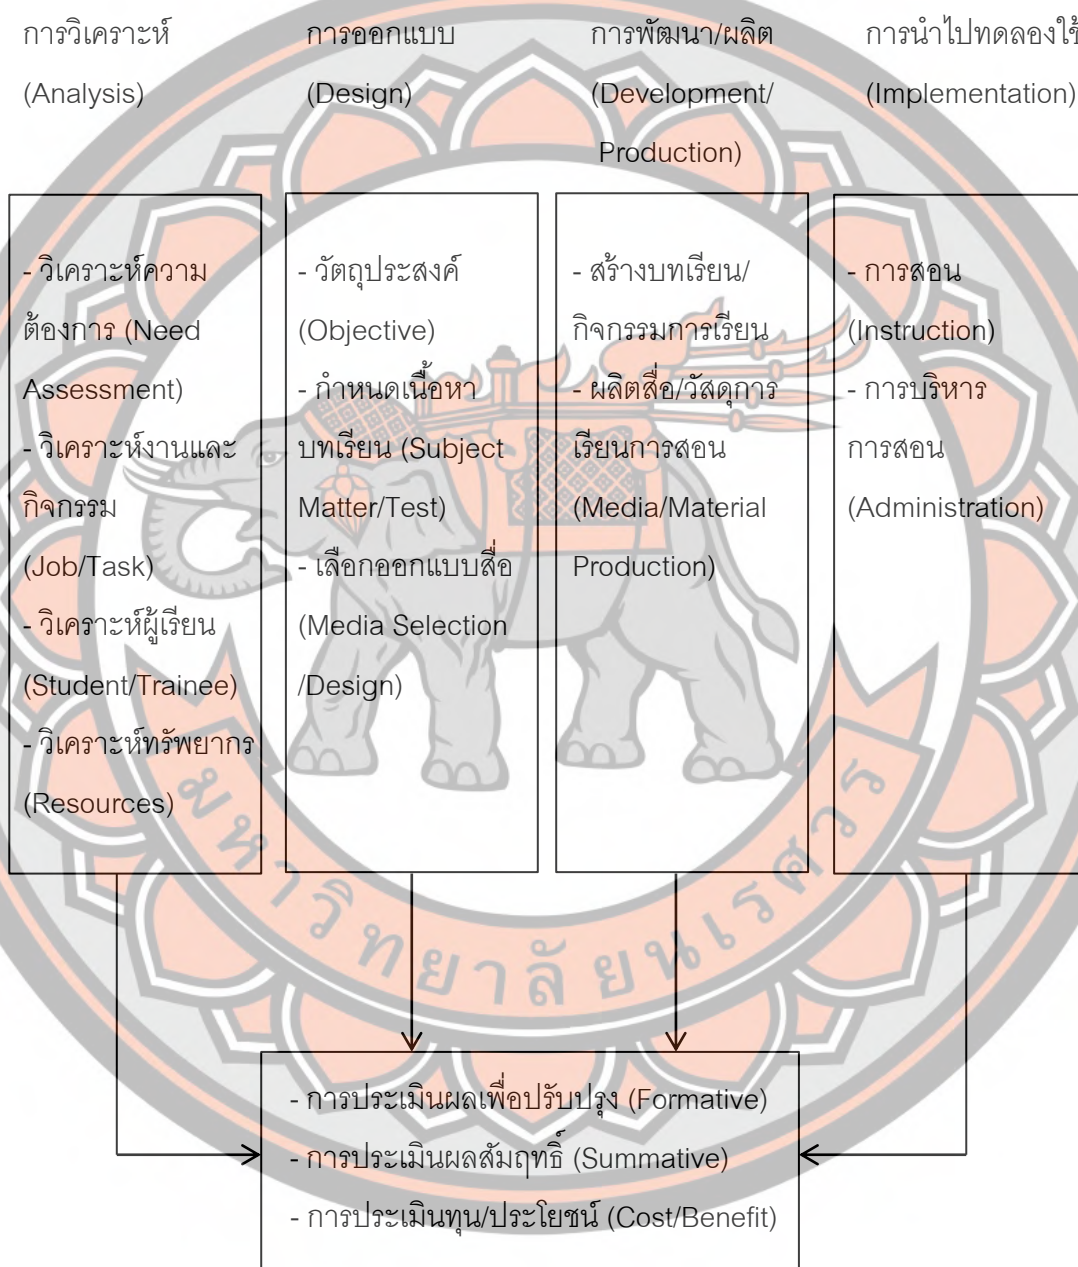 การวิเคราะห์
(Analysis)
การออกแบบ
(Design)
การพัฒนา/ผลิต
(Development/
Production)
การนำไปทดลองใช้
(Implementation)
- วิเคราะห์ความ
ต้องการ (Need
Assessment)
- วิเคราะห์งานและ
กิจกรรม
(Job/Task)
- วิเคราะห์ผู้เรียน
(Student/Trainee)
- วิเคราะห์ทรัพยากร
(Resources)
- วัตถุประสงค์
(Objective)
- กำหนดเนื้อหา
บทเรียน (Subject
Matter/Test)
- เลือกออกแบบสื่อ
(Media Selection
/Design)
- สร้างบทเรียน/
กิจกรรมการเรียน
- ผลิตสื่อ/วัสดุการ
เรียนการสอน
(Media/Material
Production)
- การสอน
(Instruction)
- การบริหาร
การสอน
(Administration)
มหาวิทยาลัยนเรศวร
- การประเมินผลเพื่อปรับปรุง (Formative)
- การประเมินผลสัมฤทธิ์ (Summative)
- การประเมินทุน/ประโยชน์ (Cost/Benefit)